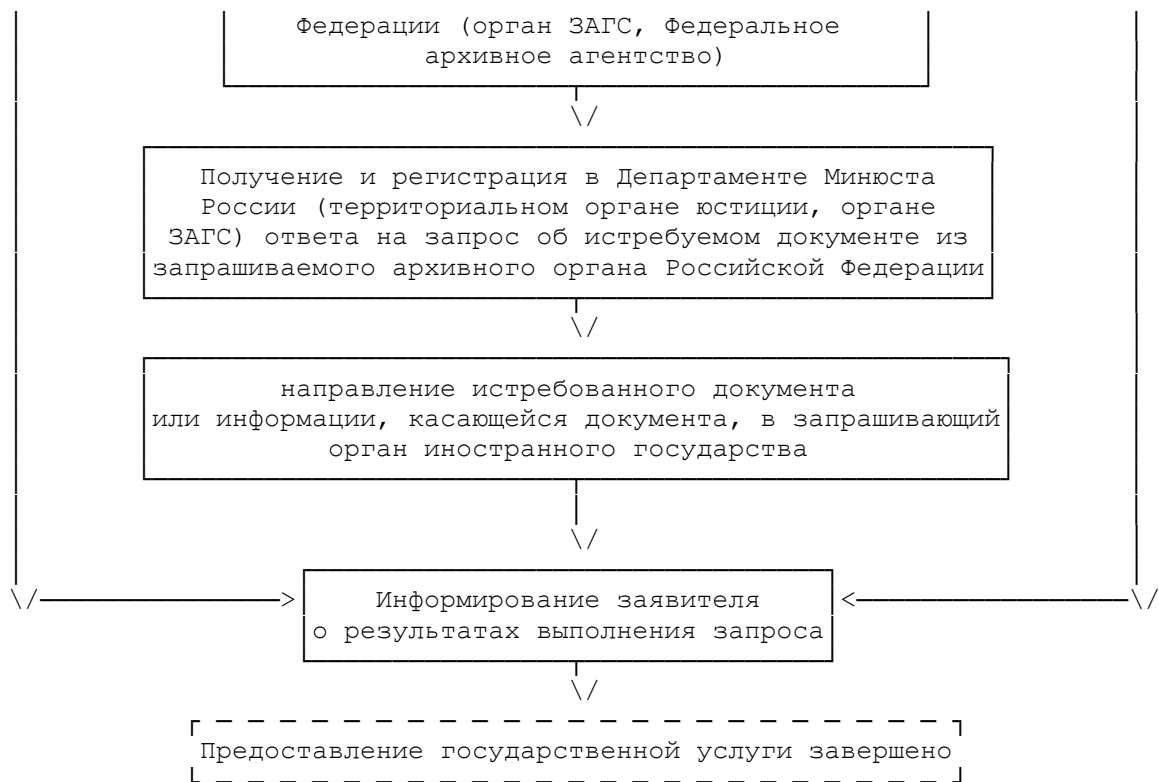 Федерации (орган ЗАГС, Федеральное
архивное агентство)
\/
Получение и регистрация в Департаменте Минюста
России (территориальном органе юстиции, органе
ЗАГС) ответа на запрос об истребуемом документе из
запрашиваемого архивного органа Российской Федерации
\/
направление истребованного документа
или информации, касающейся документа, в запрашивающий
орган иностранного государства
\/
\/ > Информирование заявителя < \/
о результатах выполнения запроса
\/
Предоставление государственной услуги завершено